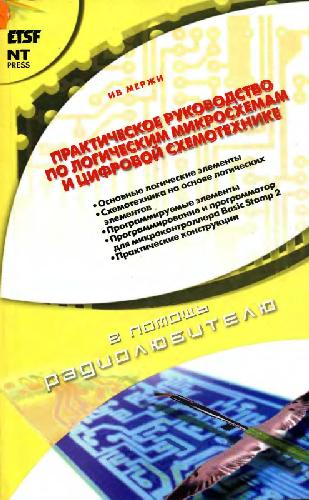 ETSF
NT
PRESS
ИВ МЕРЖИ
ПРАКТИЧЕСКОЕ РУКОВОДСТВО
ПО ЛОГИЧЕСКИМ МИКРОСХЕМАМ
И ЦИФРОВОЙ СХЕМОТЕХНИКЕ
•Основные логические элементы
•Схемотехника на основе логических
элементов
•Программируемые элементы
•Программирование и программатор
для микроконтроллера Basic Stamp 2
•Практические конструкции
В ПОМОЩЬ
РАДИОЛЮБИТЕЛЮ